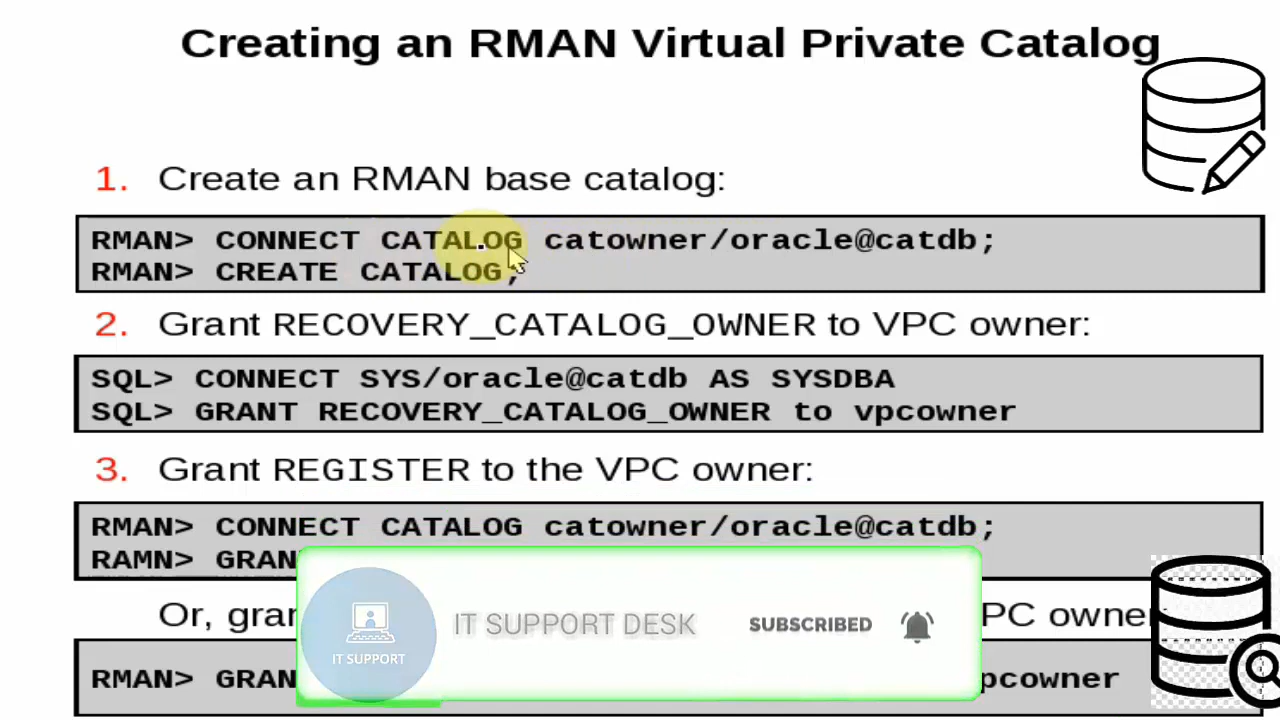 Creating an RMAN Virtual Private Catalog
1. Create an RMAN base catalog:
RMAN> CONNECT CATALOG catowner/oracle@catdb;
RMAN> CREATE CATALOG;
2. Grant RECOVERY_CATALOG_OWNER to VPC owner:
SQL> CONNECT SYS/oracle@catdb AS SYSDBA
SQL> GRANT RECOVERY_CATALOG_OWNER to vpcowner
3. Grant REGISTER to the VPC owner:
RMAN> CONNECT CATALOG catowner/oracle@catdb;
RAMN> GRAN
Or, gran PC owner
RMAN> GRAN pcowner
IT SUPPORT
IT SUPPORT DESK
SUBSCRIBED